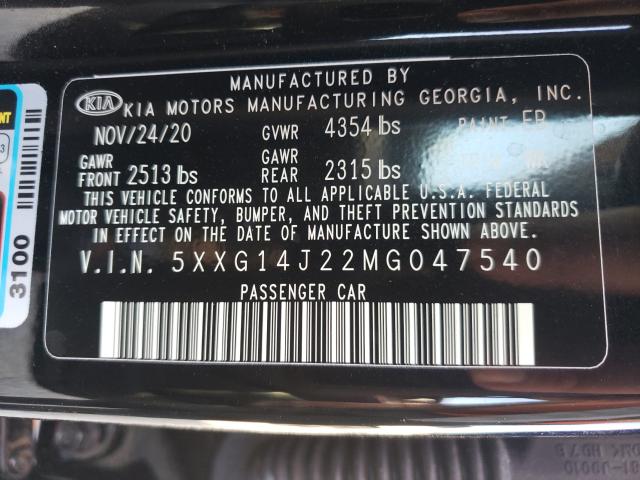 MANUFACTURED BY
KIA KIA MOTORS MANUFACTURING GEORGIA, INC.
NOV/24/20 GVWR 4354 lbs PAINT EB
GAWR FRONT 2513 lbs GAWR REAR 2315 lbs
THIS VEHICLE CONFORMS TO ALL APPLICABLE U.S.A. FEDERAL
MOTOR VEHICLE SAFETY, BUMPER, AND THEFT PREVENTION STANDARDS
IN EFFECT ON THE DATE OF MANUFACTURE SHOWN ABOVE.
V.I.N. 5XXG14J22MG047540
PASSENGER CAR
3100